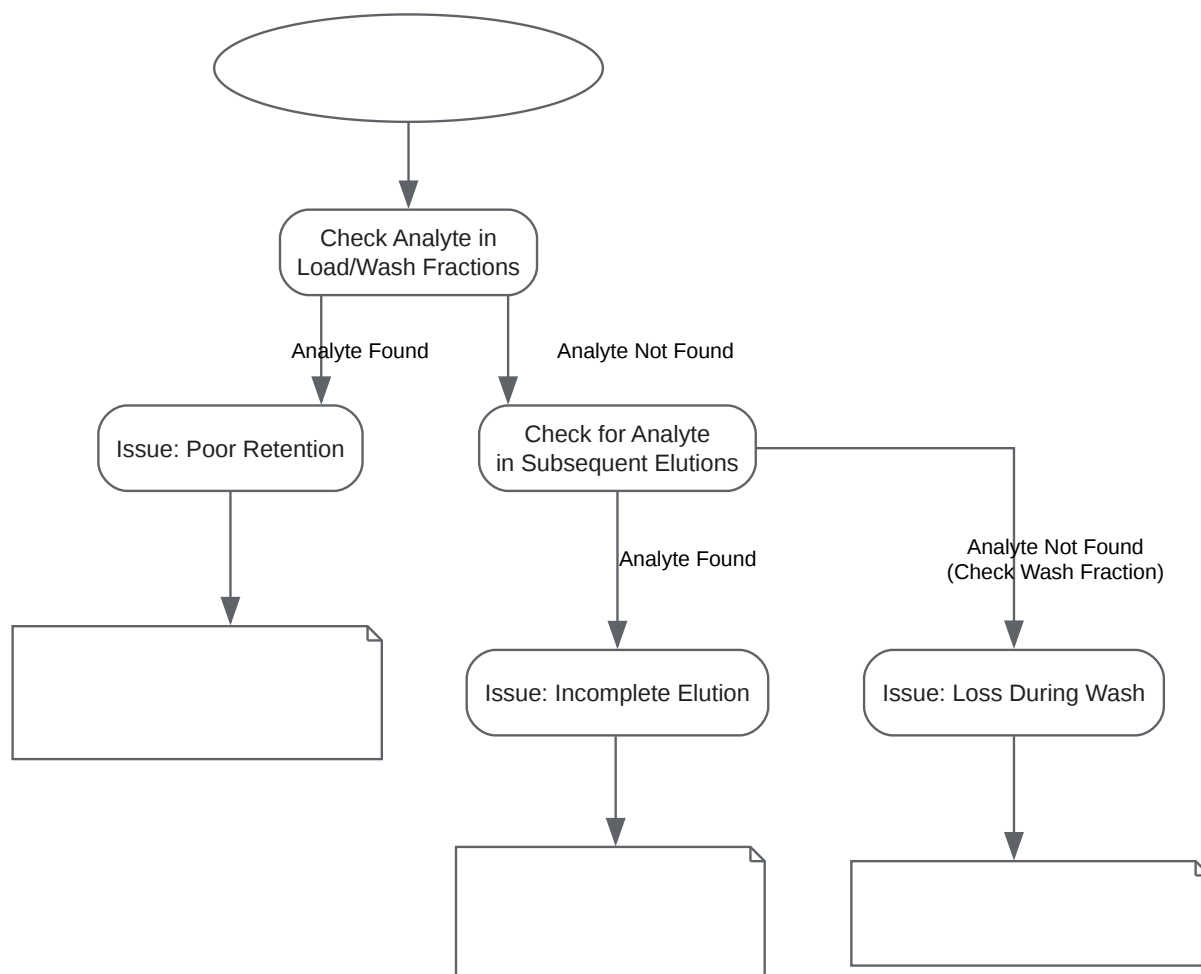 Check Analyte in
Load/Wash Fractions
Analyte Found
Analyte Not Found
Issue: Poor Retention
Check for Analyte
in Subsequent Elutions
Analyte Found
Analyte Not Found
(Check Wash Fraction)
Issue: Incomplete Elution
Issue: Loss During Wash